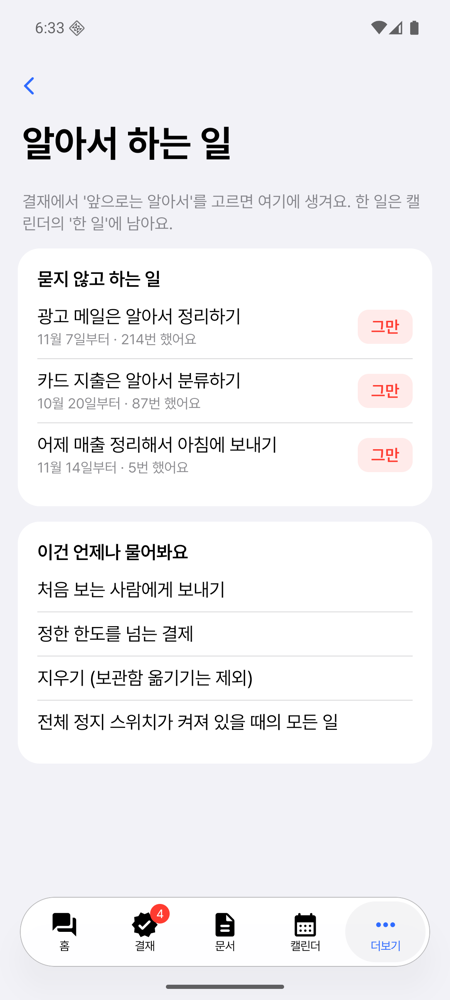 6:33
알아서 하는 일
결재에서 '앞으로는 알아서'를 고르면 여기에 생겨요. 한 일은 캘
린더의 '한 일'에 남아요.
묻지 않고 하는 일
광고 메일은 알아서 정리하기
11월 7일부터 · 214번 했어요
그만
카드 지출은 알아서 분류하기
10월 20일부터 · 87번 했어요
그만
어제 매출 정리해서 아침에 보내기
11월 14일부터 · 5번 했어요
그만
이건 언제나 물어봐요
처음 보는 사람에게 보내기
정한 한도를 넘는 결제
지우기 (보관함 옮기기는 제외)
전체 정지 스위치가 켜져 있을 때의 모든 일
4
홈
결재
문서
캘린더
더보기